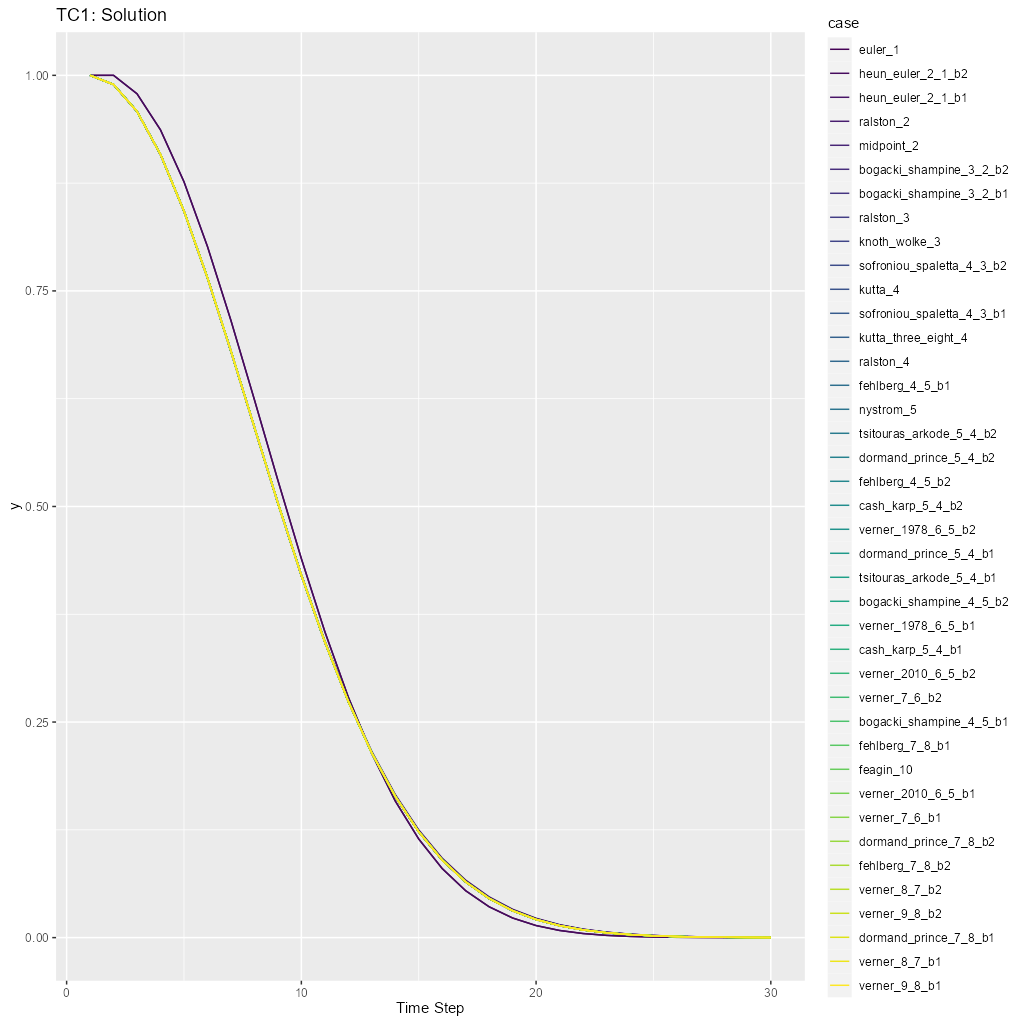 TC1: Solution
1.00
0.75
0.50
0.25
0.00
y
0
10
20
30
Time Step
case
euler_1
heun_euler_2_1_b2
heun_euler_2_1_b1
ralston_2
midpoint_2
bogacki_shampine_3_2_b2
bogacki_shampine_3_2_b1
ralston_3
knoth_wolke_3
sofroniou_spaletta_4_3_b2
kutta_4
sofroniou_spaletta_4_3_b1
kutta_three_eight_4
ralston_4
fehlberg_4_5_b1
nystrom_5
tsitouras_arkode_5_4_b2
dormand_prince_5_4_b2
fehlberg_4_5_b2
cash_karp_5_4_b2
verner_1978_6_5_b2
dormand_prince_5_4_b1
tsitouras_arkode_5_4_b1
bogacki_shampine_4_5_b2
verner_1978_6_5_b1
cash_karp_5_4_b1
verner_2010_6_5_b2
verner_7_6_b2
bogacki_shampine_4_5_b1
fehlberg_7_8_b1
feagin_10
verner_2010_6_5_b1
verner_7_6_b1
dormand_prince_7_8_b2
fehlberg_7_8_b2
verner_8_7_b2
verner_9_8_b2
dormand_prince_7_8_b1
verner_8_7_b1
verner_9_8_b1